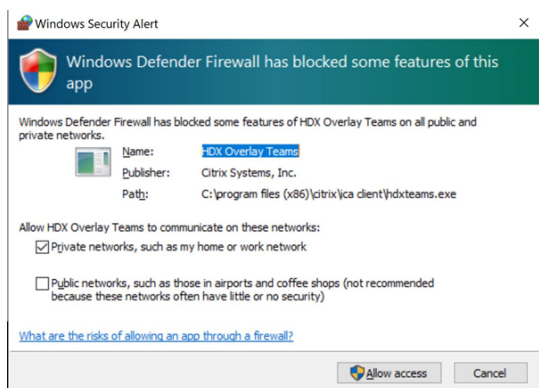 Windows Security Alert
Windows Defender Firewall has blocked some features of this
app
Windows Defender Firewall has blocked some features of HDX Overlay Teams on all public and
private networks.
Name: HDX Overlay Teams
Publisher: Citrix Systems, Inc.
Path: C:\program files (x86)\citrix\ica client\hdxteams.exe
Allow HDX Overlay Teams to communicate on these networks:
Private networks, such as my home or work network
Public networks, such as those in airports and coffee shops (not recommended
because these networks often have little or no security)
What are the risks of allowing an app through a firewall?
Allow access Cancel